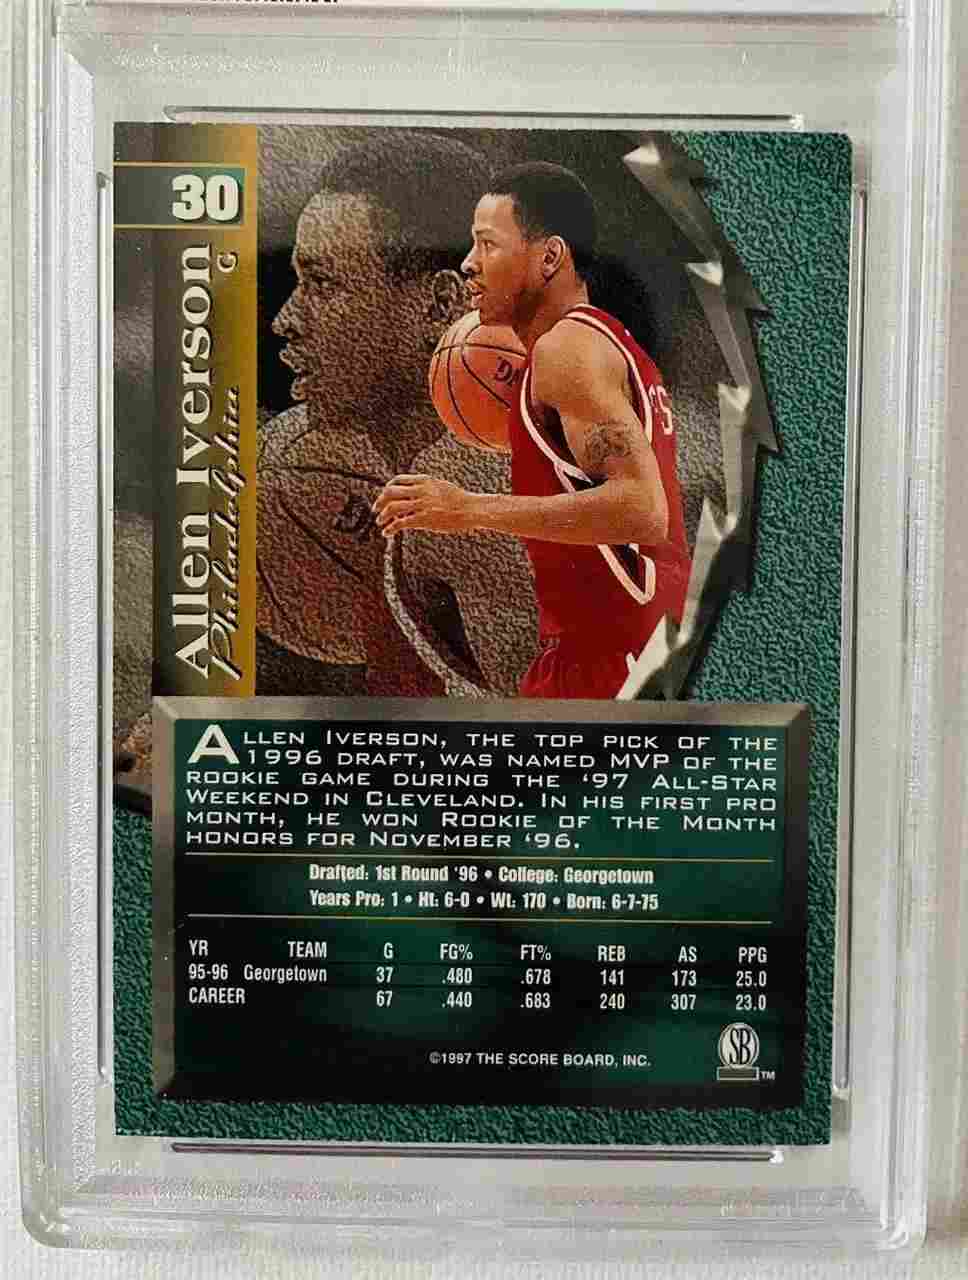 30
Allen Iverson G
Philadelphia
ALLEN IVERSON, THE TOP PICK OF THE
1996 DRAFT, WAS NAMED MVP OF THE
ROOKIE GAME DURING THE '97 ALL-STAR
WEEKEND IN CLEVELAND. IN HIS FIRST PRO
MONTH, HE WON ROOKIE OF THE MONTH
HONORS FOR NOVEMBER '96.
Drafted: 1st Round '96 • College: Georgetown
Years Pro: 1 • Ht: 6-0 • Wt: 170 • Born: 6-7-75
YR TEAM G FG% FT% REB AS PPG
95-96 Georgetown 37 .480 .678 141 173 25.0
CAREER 67 .440 .683 240 307 23.0
©1997 THE SCORE BOARD, INC.
SB
TM